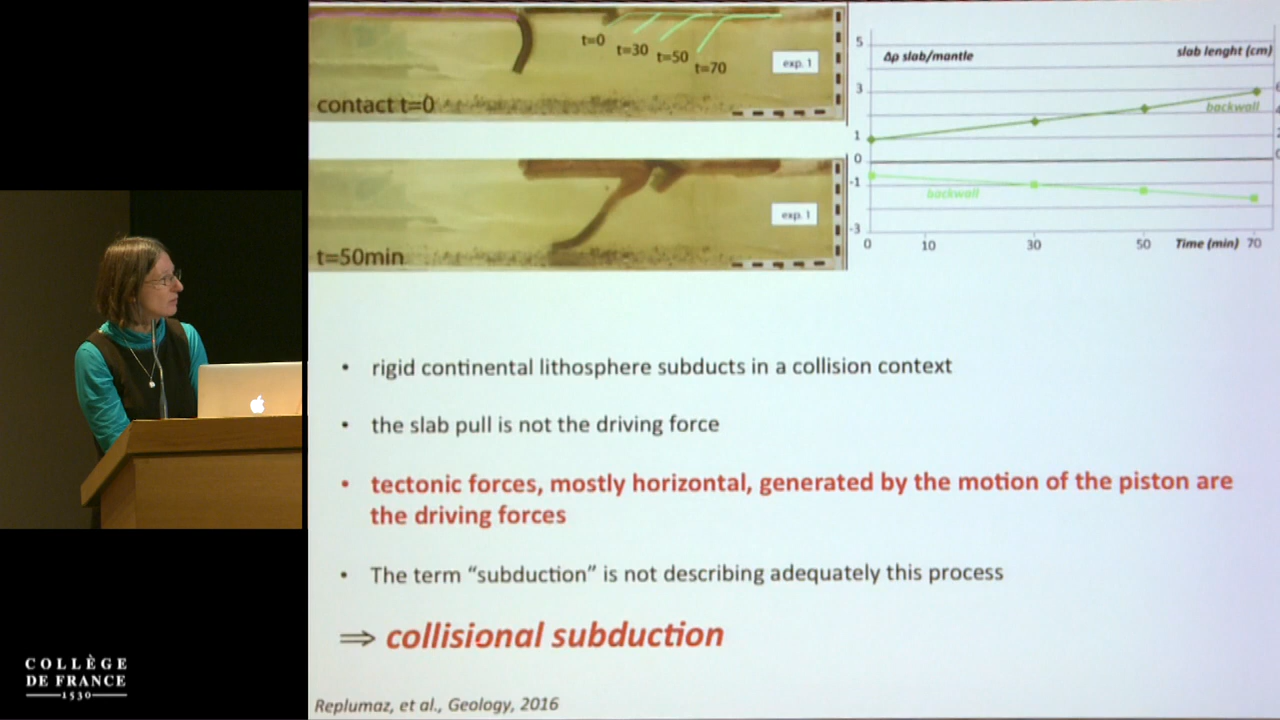 t=0
t=30
t=50
t=70
exp. 1
contact t=0
exp. 1
t=50min
Δρ slab/mantle
slab lenght (cm)
5
3
1
0
-1
-3
backwall
backwall
0
10
30
50
Time (min)
70
• rigid continental lithosphere subducts in a collision context
• the slab pull is not the driving force
• tectonic forces, mostly horizontal, generated by the motion of the piston are
the driving forces
• The term “subduction” is not describing adequately this process
⇒ collisional subduction
Replumaz, et al., Geology, 2016
COLLÈGE
DE FRANCE
1530